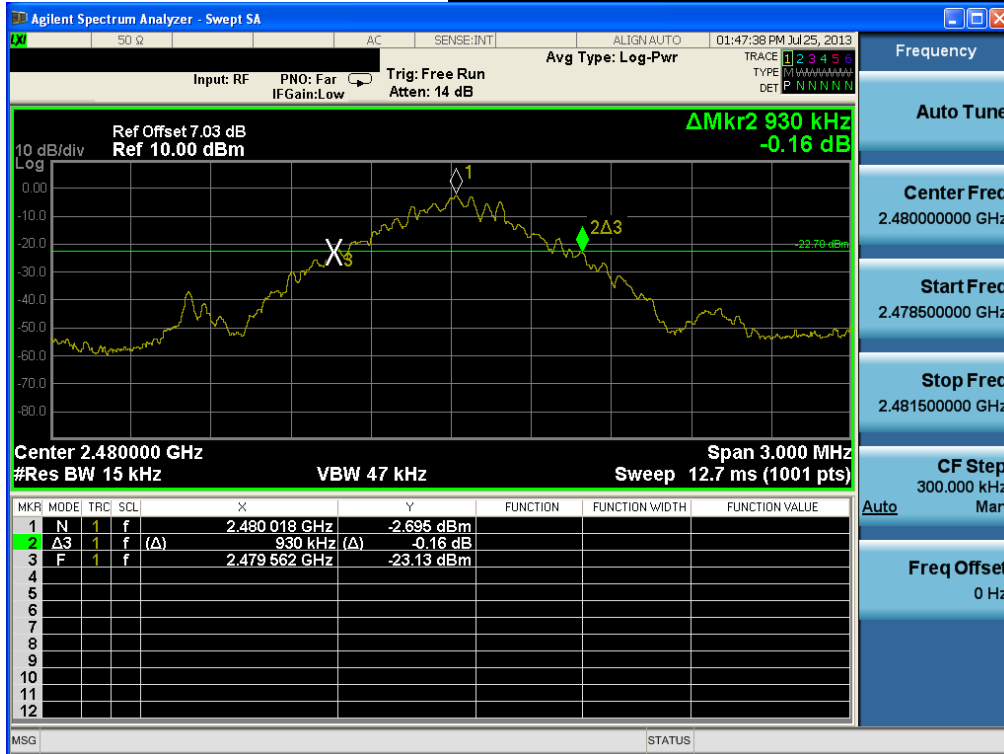 Agilent Spectrum Analyzer - Swept SA
LXI 50 Ω AC SENSE:INT ALIGN AUTO 01:47:38 PM Jul 25, 2013
Frequency
Input: RF PNO: Far Trig: Free Run Avg Type: Log-Pwr TRACE 1 2 3 4 5 6
IFGain:Low Atten: 14 dB TYPE M
DET P N N N N N
Auto Tune
ΔMkr2 930 kHz
-0.16 dB
Ref Offset 7.03 dB
10 dB/div Ref 10.00 dBm
Log
1
0.00
-10.0
2Δ3
-20.0
-22.70 dBm
3
-30.0
-40.0
-50.0
-60.0
-70.0
-80.0
Center 2.480000 GHz Span 3.000 MHz
#Res BW 15 kHz VBW 47 kHz Sweep 12.7 ms (1001 pts)
Center Freq
2.480000000 GHz
Start Freq
2.478500000 GHz
Stop Freq
2.481500000 GHz
CF Step
300.000 kHz
Auto Man
Freq Offset
0 Hz
MKR MODE TRC SCL X Y FUNCTION FUNCTION WIDTH FUNCTION VALUE
1 N 1 f 2.480 018 GHz -2.695 dBm
2 Δ3 1 f (Δ) 930 kHz (Δ) -0.16 dB
3 F 1 f 2.479 562 GHz -23.13 dBm
4
5
6
7
8
9
10
11
12
MSG STATUS